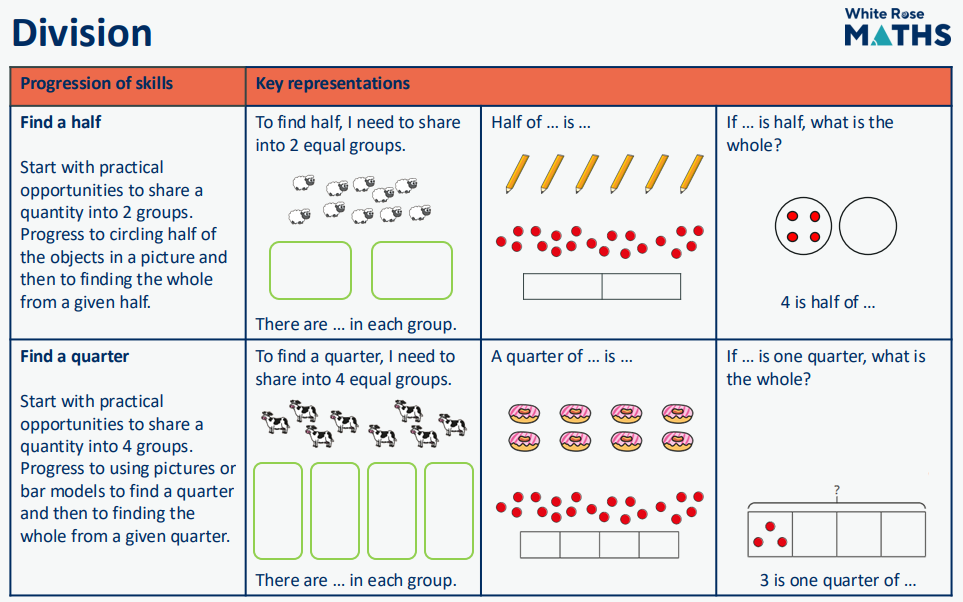 Division
White Rose
MATHS
Progression of skills
Key representations
Find a half
Start with practical
opportunities to share a
quantity into 2 groups.
Progress to circling half of
the objects in a picture and
then to finding the whole
from a given half.
To find half, I need to share
into 2 equal groups.
There are ... in each group.
Half of ... is ...
If ... is half, what is the
whole?
4 is half of ...
Find a quarter
Start with practical
opportunities to share a
quantity into 4 groups.
Progress to using pictures or
bar models to find a quarter
and then to finding the
whole from a given quarter.
To find a quarter, I need to
share into 4 equal groups.
There are ... in each group.
A quarter of ... is ...
If ... is one quarter, what is
the whole?
?
3 is one quarter of ...